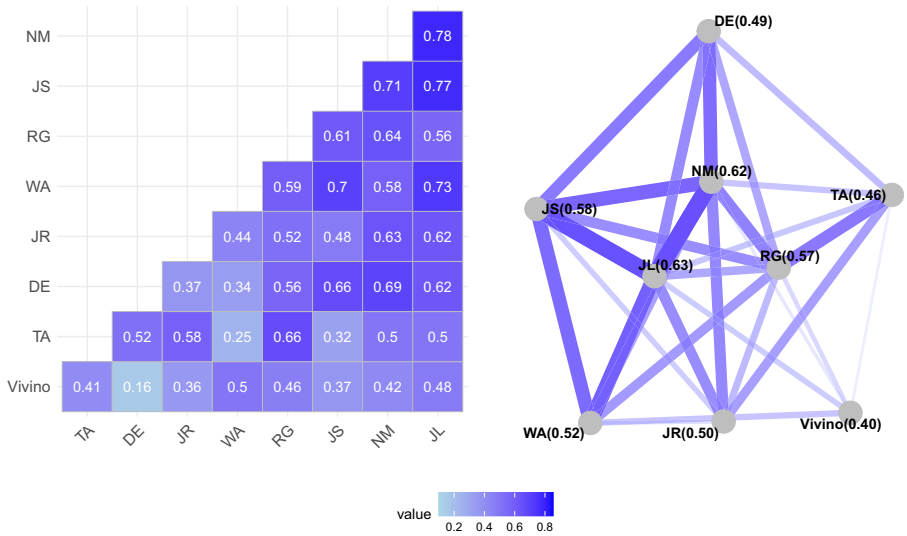 NM 0.78
JS 0.71 0.77
RG 0.61 0.64 0.56
WA 0.59 0.7 0.58 0.73
JR 0.44 0.52 0.48 0.63 0.62
DE 0.37 0.34 0.56 0.66 0.69 0.62
TA 0.52 0.58 0.25 0.66 0.32 0.5 0.5
Vivino 0.41 0.16 0.36 0.5 0.46 0.37 0.42 0.48
TA DE JR WA RG JS NM JL
DE(0.49)
NM(0.62)
TA(0.46)
JS(0.58)
RG(0.57)
JL(0.63)
Vivino(0.40)
WA(0.52)
JR(0.50)
value
0.2 0.4 0.6 0.8